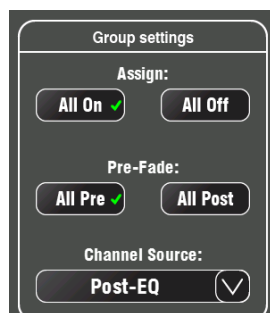 Group settings
Assign:
All On All Off
Pre-Fade:
All Pre All Post
Channel Source:
Post-EQ